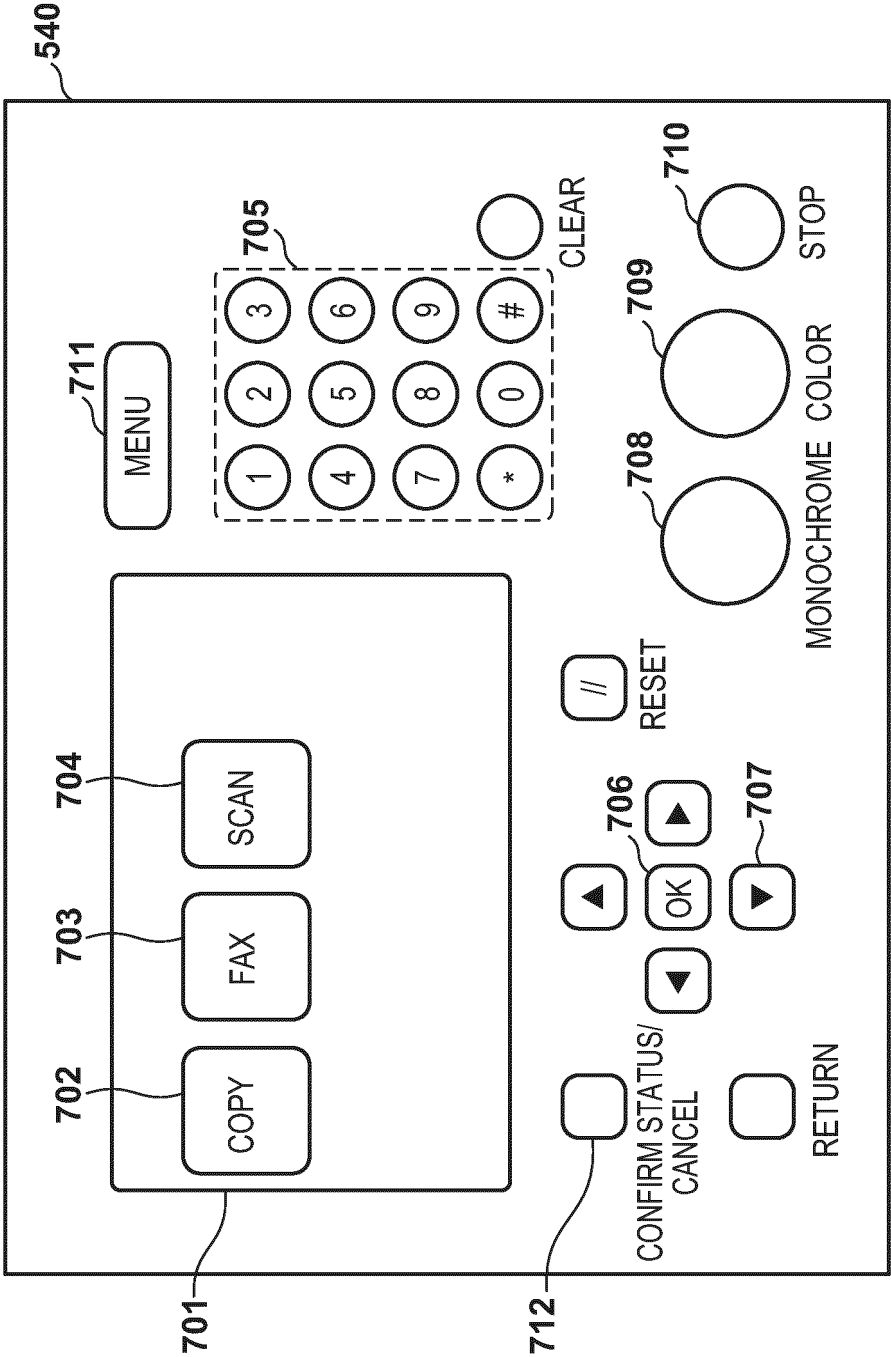 540
711
MENU
702
703
704
COPY
FAX
SCAN
701
705
1 2 3
4 5 6
7 8 9
* 0 #
CLEAR
712
CONFIRM STATUS/
CANCEL
RETURN
706
OK
707
//
RESET
708
MONOCHROME
709
COLOR
710
STOP